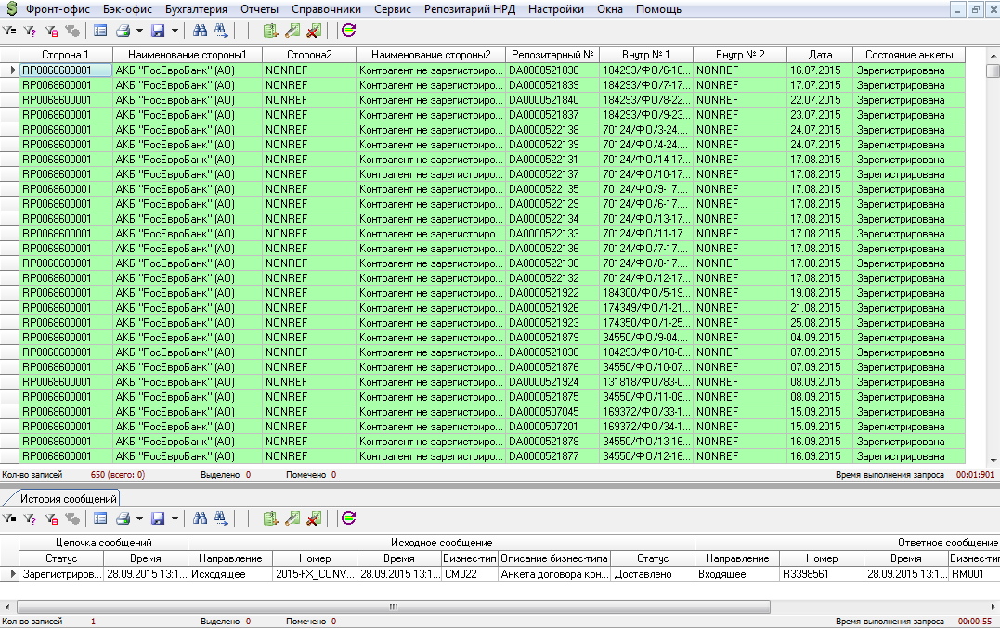 Фронт-офис Бэк-офис Бухгалтерия Отчеты Справочники Сервис Репозитарий НРД Настройки Окна Помощь
Сторона 1 Наименование стороны1 Сторона2 Наименование стороны2 Репозитарный № Внутр.№ 1 Внутр.№ 2 Дата Состояние анкеты
RP0068600001 АКБ "РосЕвроБанк" (АО) NONREF Контрагент не зарегистриро... DA0000521838 184293/ФО/6-16... NONREF 16.07.2015 Зарегистрирована
RP0068600001 АКБ "РосЕвроБанк" (АО) NONREF Контрагент не зарегистриро... DA0000521839 184293/ФО/7-17... NONREF 17.07.2015 Зарегистрирована
RP0068600001 АКБ "РосЕвроБанк" (АО) NONREF Контрагент не зарегистриро... DA0000521840 184293/ФО/8-22... NONREF 22.07.2015 Зарегистрирована
RP0068600001 АКБ "РосЕвроБанк" (АО) NONREF Контрагент не зарегистриро... DA0000521837 184293/ФО/9-23... NONREF 23.07.2015 Зарегистрирована
RP0068600001 АКБ "РосЕвроБанк" (АО) NONREF Контрагент не зарегистриро... DA0000522138 70124/ФО/3-24.... NONREF 24.07.2015 Зарегистрирована
RP0068600001 АКБ "РосЕвроБанк" (АО) NONREF Контрагент не зарегистриро... DA0000522139 70124/ФО/4-24.... NONREF 24.07.2015 Зарегистрирована
RP0068600001 АКБ "РосЕвроБанк" (АО) NONREF Контрагент не зарегистриро... DA0000522131 70124/ФО/14-17... NONREF 17.08.2015 Зарегистрирована
RP0068600001 АКБ "РосЕвроБанк" (АО) NONREF Контрагент не зарегистриро... DA0000522137 70124/ФО/10-17... NONREF 17.08.2015 Зарегистрирована
RP0068600001 АКБ "РосЕвроБанк" (АО) NONREF Контрагент не зарегистриро... DA0000522135 70124/ФО/9-17.... NONREF 17.08.2015 Зарегистрирована
RP0068600001 АКБ "РосЕвроБанк" (АО) NONREF Контрагент не зарегистриро... DA0000522129 70124/ФО/6-17.... NONREF 17.08.2015 Зарегистрирована
RP0068600001 АКБ "РосЕвроБанк" (АО) NONREF Контрагент не зарегистриро... DA0000522134 70124/ФО/13-17... NONREF 17.08.2015 Зарегистрирована
RP0068600001 АКБ "РосЕвроБанк" (АО) NONREF Контрагент не зарегистриро... DA0000522133 70124/ФО/11-17... NONREF 17.08.2015 Зарегистрирована
RP0068600001 АКБ "РосЕвроБанк" (АО) NONREF Контрагент не зарегистриро... DA0000522136 70124/ФО/7-17.... NONREF 17.08.2015 Зарегистрирована
RP0068600001 АКБ "РосЕвроБанк" (АО) NONREF Контрагент не зарегистриро... DA0000522130 70124/ФО/8-17.... NONREF 17.08.2015 Зарегистрирована
RP0068600001 АКБ "РосЕвроБанк" (АО) NONREF Контрагент не зарегистриро... DA0000522132 70124/ФО/12-17... NONREF 17.08.2015 Зарегистрирована
RP0068600001 АКБ "РосЕвроБанк" (АО) NONREF Контрагент не зарегистриро... DA0000521922 184300/ФО/5-19... NONREF 19.08.2015 Зарегистрирована
RP0068600001 АКБ "РосЕвроБанк" (АО) NONREF Контрагент не зарегистриро... DA0000521926 174349/ФО/1-21... NONREF 21.08.2015 Зарегистрирована
RP0068600001 АКБ "РосЕвроБанк" (АО) NONREF Контрагент не зарегистриро... DA0000521923 174350/ФО/1-25... NONREF 25.08.2015 Зарегистрирована
RP0068600001 АКБ "РосЕвроБанк" (АО) NONREF Контрагент не зарегистриро... DA0000521879 34550/ФО/9-04.... NONREF 04.09.2015 Зарегистрирована
RP0068600001 АКБ "РосЕвроБанк" (АО) NONREF Контрагент не зарегистриро... DA0000521836 184293/ФО/10-0... NONREF 07.09.2015 Зарегистрирована
RP0068600001 АКБ "РосЕвроБанк" (АО) NONREF Контрагент не зарегистриро... DA0000521876 34550/ФО/10-07... NONREF 07.09.2015 Зарегистрирована
RP0068600001 АКБ "РосЕвроБанк" (АО) NONREF Контрагент не зарегистриро... DA0000521924 131818/ФО/83-0... NONREF 08.09.2015 Зарегистрирована
RP0068600001 АКБ "РосЕвроБанк" (АО) NONREF Контрагент не зарегистриро... DA0000521875 34550/ФО/11-08... NONREF 08.09.2015 Зарегистрирована
RP0068600001 АКБ "РосЕвроБанк" (АО) NONREF Контрагент не зарегистриро... DA0000507045 169372/ФО/33-1... NONREF 15.09.2015 Зарегистрирована
RP0068600001 АКБ "РосЕвроБанк" (АО) NONREF Контрагент не зарегистриро... DA0000507201 169372/ФО/34-1... NONREF 15.09.2015 Зарегистрирована
RP0068600001 АКБ "РосЕвроБанк" (АО) NONREF Контрагент не зарегистриро... DA0000521878 34550/ФО/13-16... NONREF 16.09.2015 Зарегистрирована
RP0068600001 АКБ "РосЕвроБанк" (АО) NONREF Контрагент не зарегистриро... DA0000521877 34550/ФО/12-16... NONREF 16.09.2015 Зарегистрирована
Кол-во записей 650 (всего: 0) Выделено 0 Помечено 0 Время выполнения запроса 00:01:901
История сообщений
Цепочка сообщений Исходное сообщение Ответное сообщение
Статус Время Направление Номер Время Бизнес-тип Описание бизнес-типа Статус Направление Номер Время Бизнес-тип
Зарегистриров... 28.09.2015 13:1... Исходящее 2015-FX_CONV... 28.09.2015 13:1... CM022 Анкета договора кон... Доставлено Входящее R3398561 28.09.2015 13:1... RM001
Кол-во записей 1 Выделено 0 Помечено 0 Время выполнения запроса 00:00:55